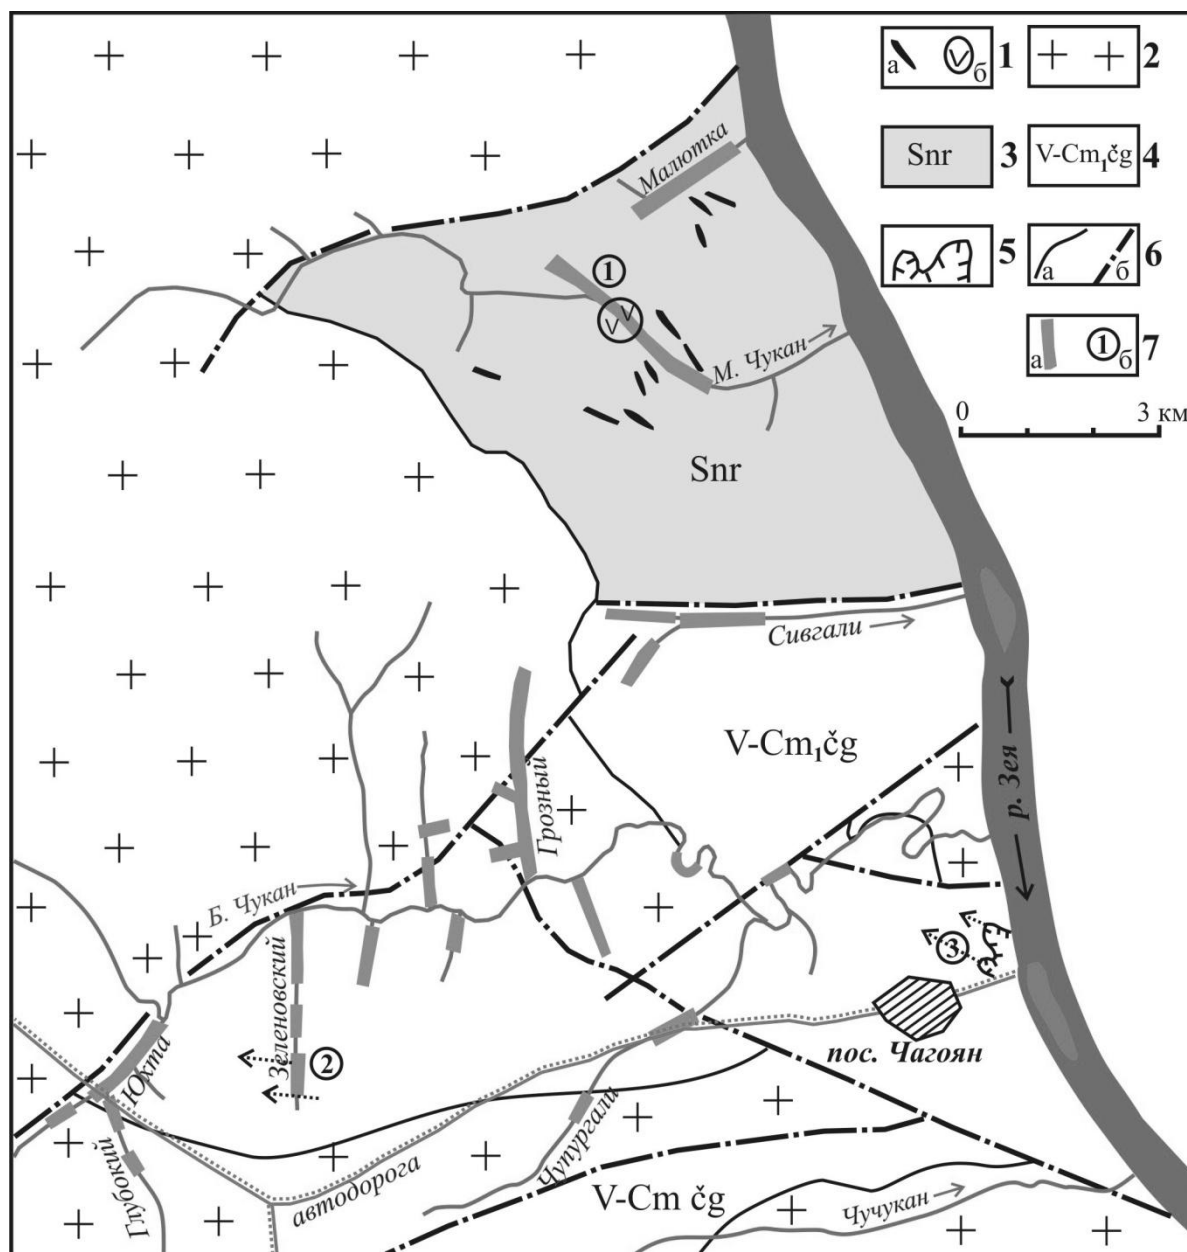 а V V б 1
2
Snr 3
V-Cm₁čg 4
5
а б 6
а 1 б 7
0 3 км
Малютка
1
V V
М. Чукан
Snr
Сивгали
V-Cm₁čg
р. Зея
Грозный
Б. Чукан
Зеленовский
3
2
пос. Чагоян
Юхта
Глубокий
автодорога
Чупургали
V-Cm čg
Чучукан